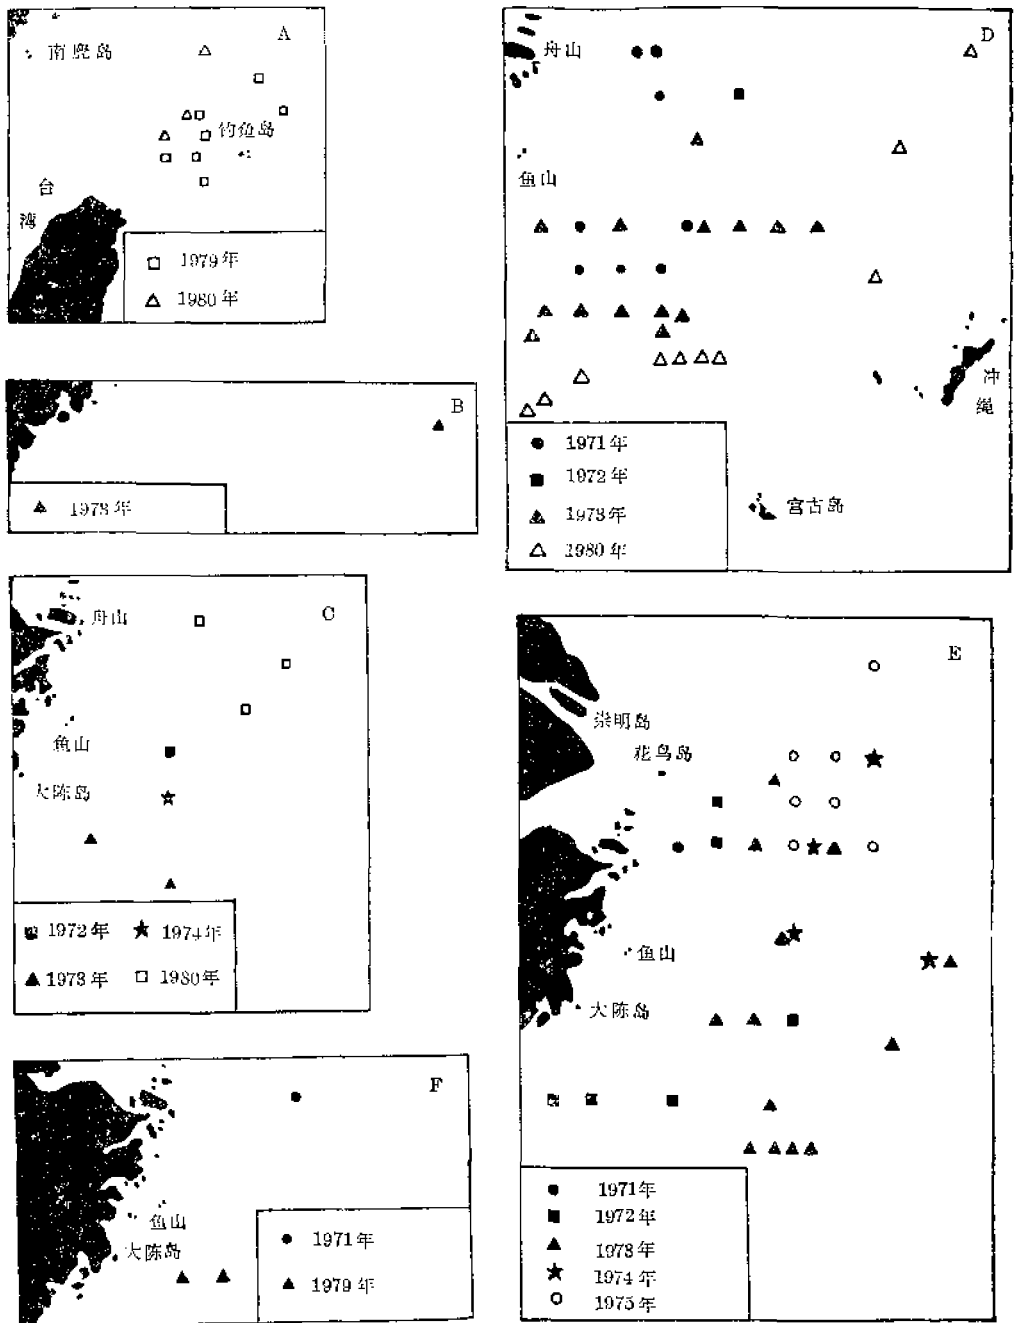 A
南麂岛
钓鱼岛
台
湾
1979年
1980年
B
1973年
C
舟山
鱼山
大陈岛
1972年
1974年
1973年
1980年
F
鱼山
大陈岛
1971年
1979年
D
舟山
鱼山
冲
绳
宫古岛
1971年
1972年
1973年
1980年
E
崇明岛
花鸟岛
鱼山
大陈岛
1971年
1972年
1973年
1974年
1975年